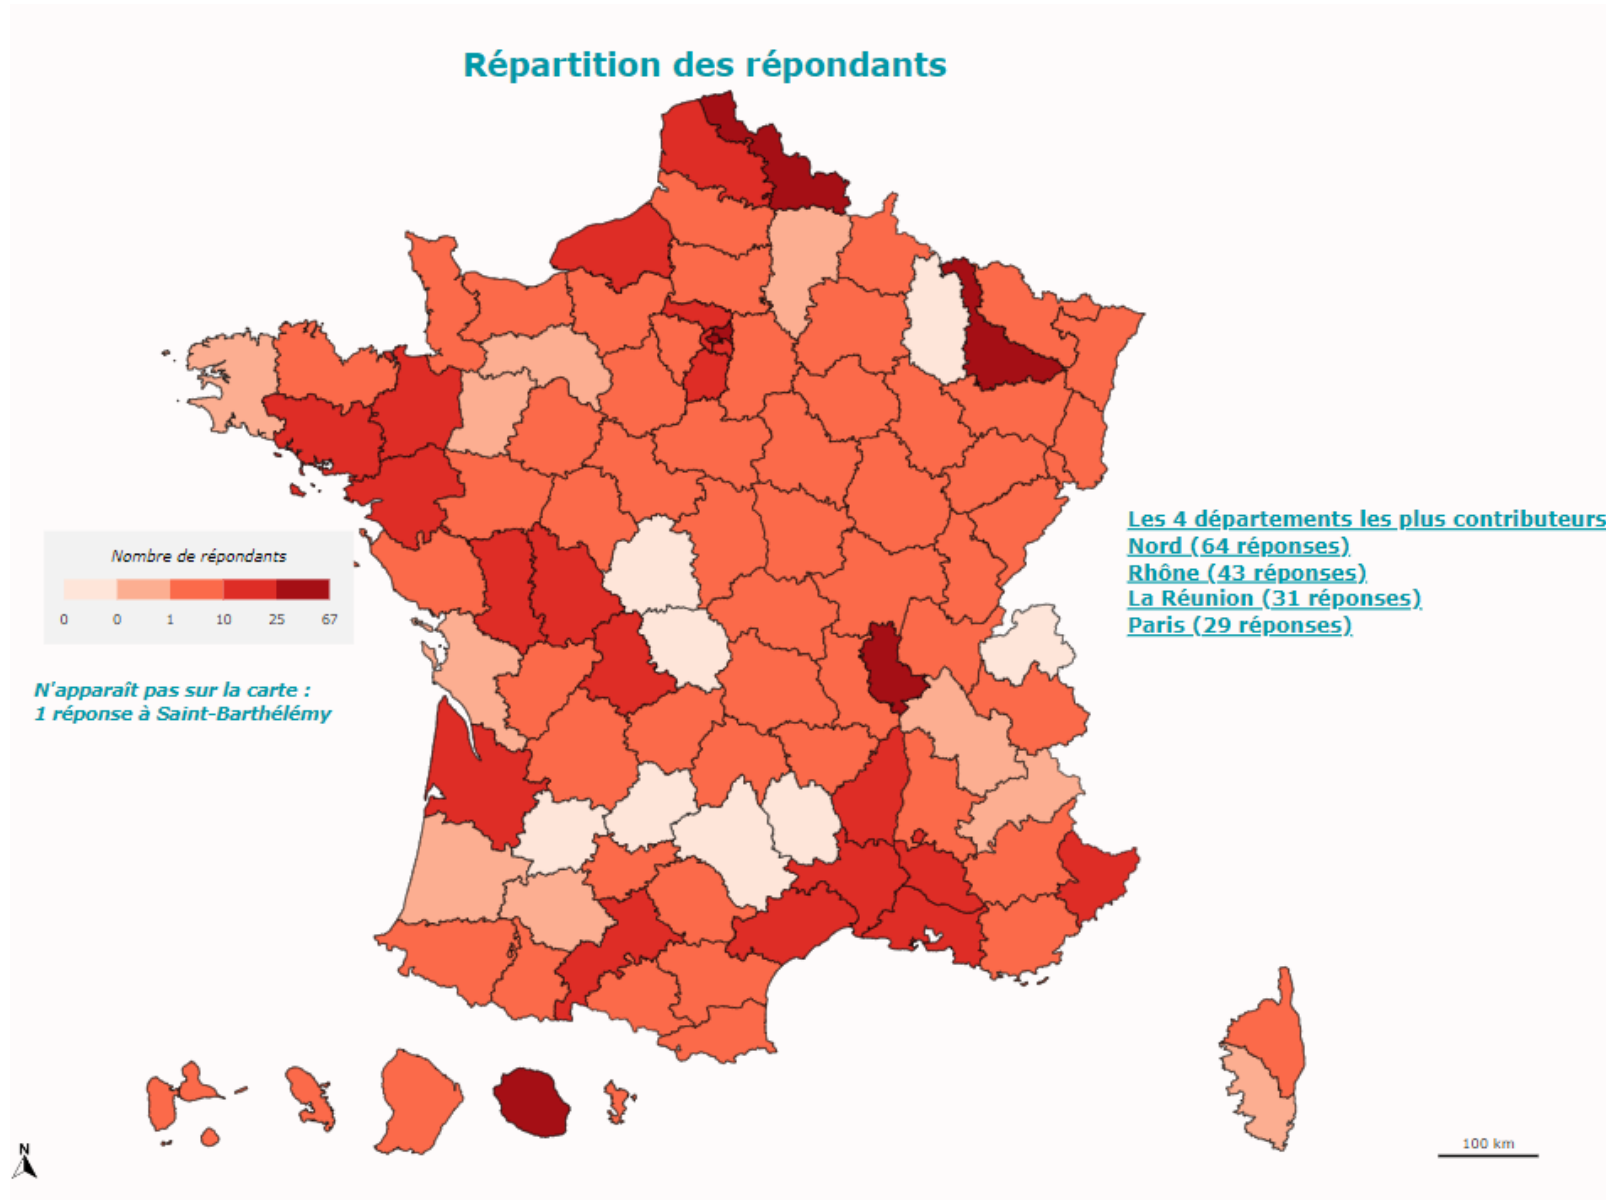 Répartition des répondants
Les 4 départements les plus contributeurs
Nord (64 réponses)
Rhône (43 réponses)
La Réunion (31 réponses)
Paris (29 réponses)
Nombre de répondants
0 0 1 10 25 67
N'apparaît pas sur la carte :
1 réponse à Saint-Barthélémy
N
100 km